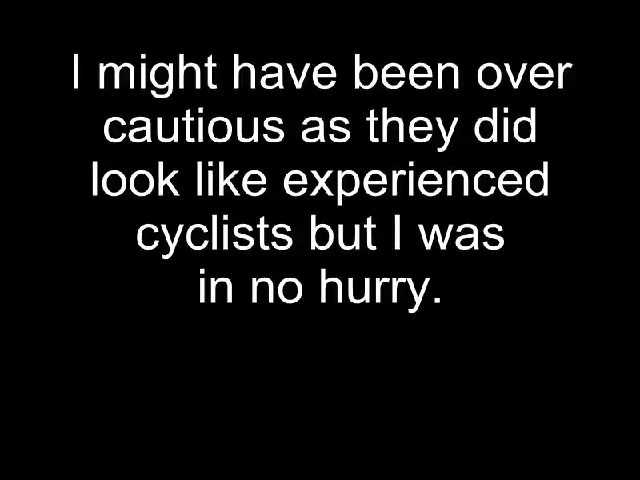 I might have been over
cautious as they did
look like experienced
cyclists but I was
in no hurry.